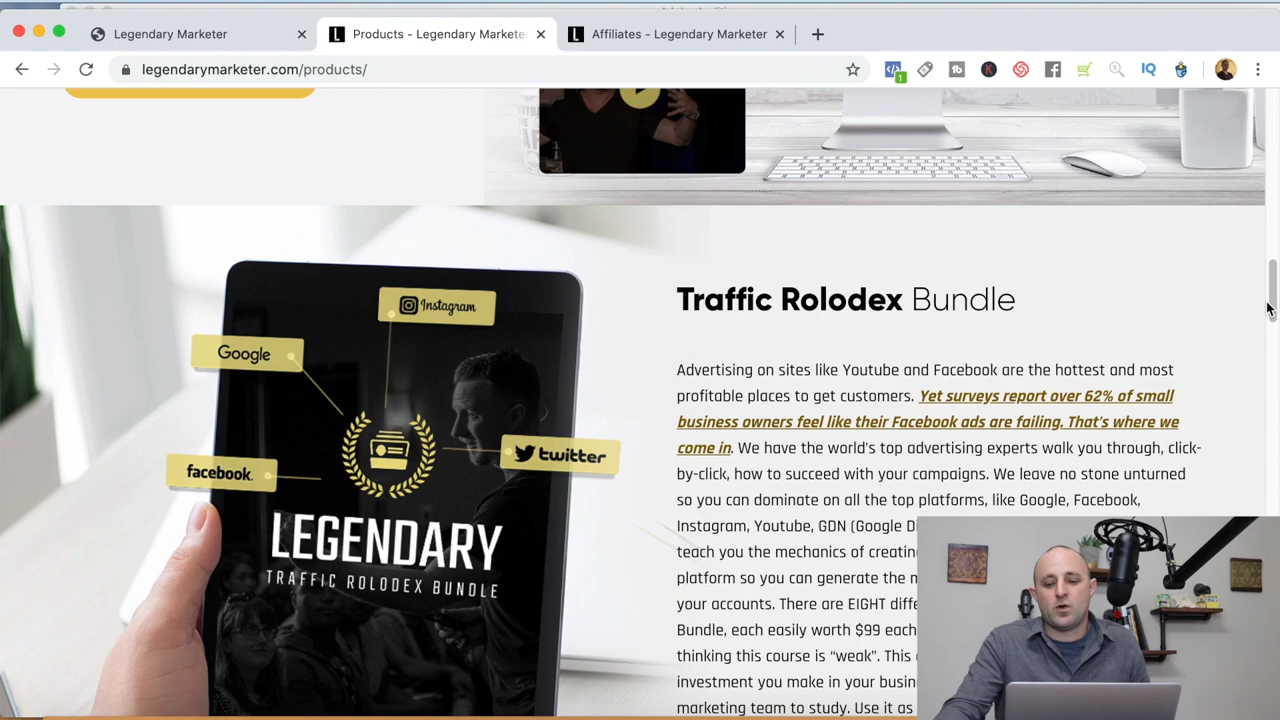 Legendary Marketer
Products - Legendary Markete
Affiliates - Legendary Marketer
legendarymarketer.com/products/
1
IQ
Instagram
Google
twitter
facebook.
LEGENDARY
TRAFFIC ROLODEX BUNDLE
Traffic Rolodex Bundle
Advertising on sites like Youtube and Facebook are the hottest and most
profitable places to get customers. Yet surveys report over 62% of small
business owners feel like their Facebook ads are failing. That's where we
come in. We have the world's top advertising experts walk you through, click-
by-click, how to succeed with your campaigns. We leave no stone unturned
so you can dominate on all the top platforms, like Google, Facebook,
Instagram, Youtube, GDN (Google
teach you the mechanics of
platform so you can generate the
your accounts. There are EIGHT
Bundle, each easily worth $99 each
thinking this course is “weak”. This
investment you make in your
marketing team to study. Use it as